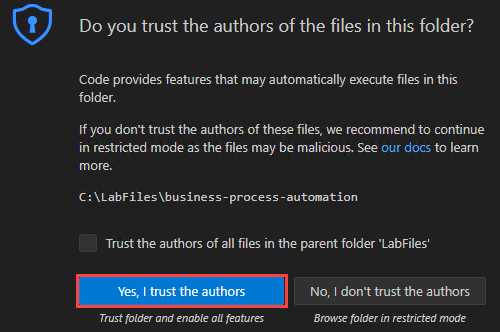 Do you trust the authors of the files in this folder?
Code provides features that may automatically execute files in this
folder.
If you don't trust the authors of these files, we recommend to continue
in restricted mode as the files may be malicious. See our docs to learn
more.
C:\LabFiles\business-process-automation
Trust the authors of all files in the parent folder 'LabFiles'
Yes, I trust the authors
No, I don't trust the authors
Trust folder and enable all features
Browse folder in restricted mode